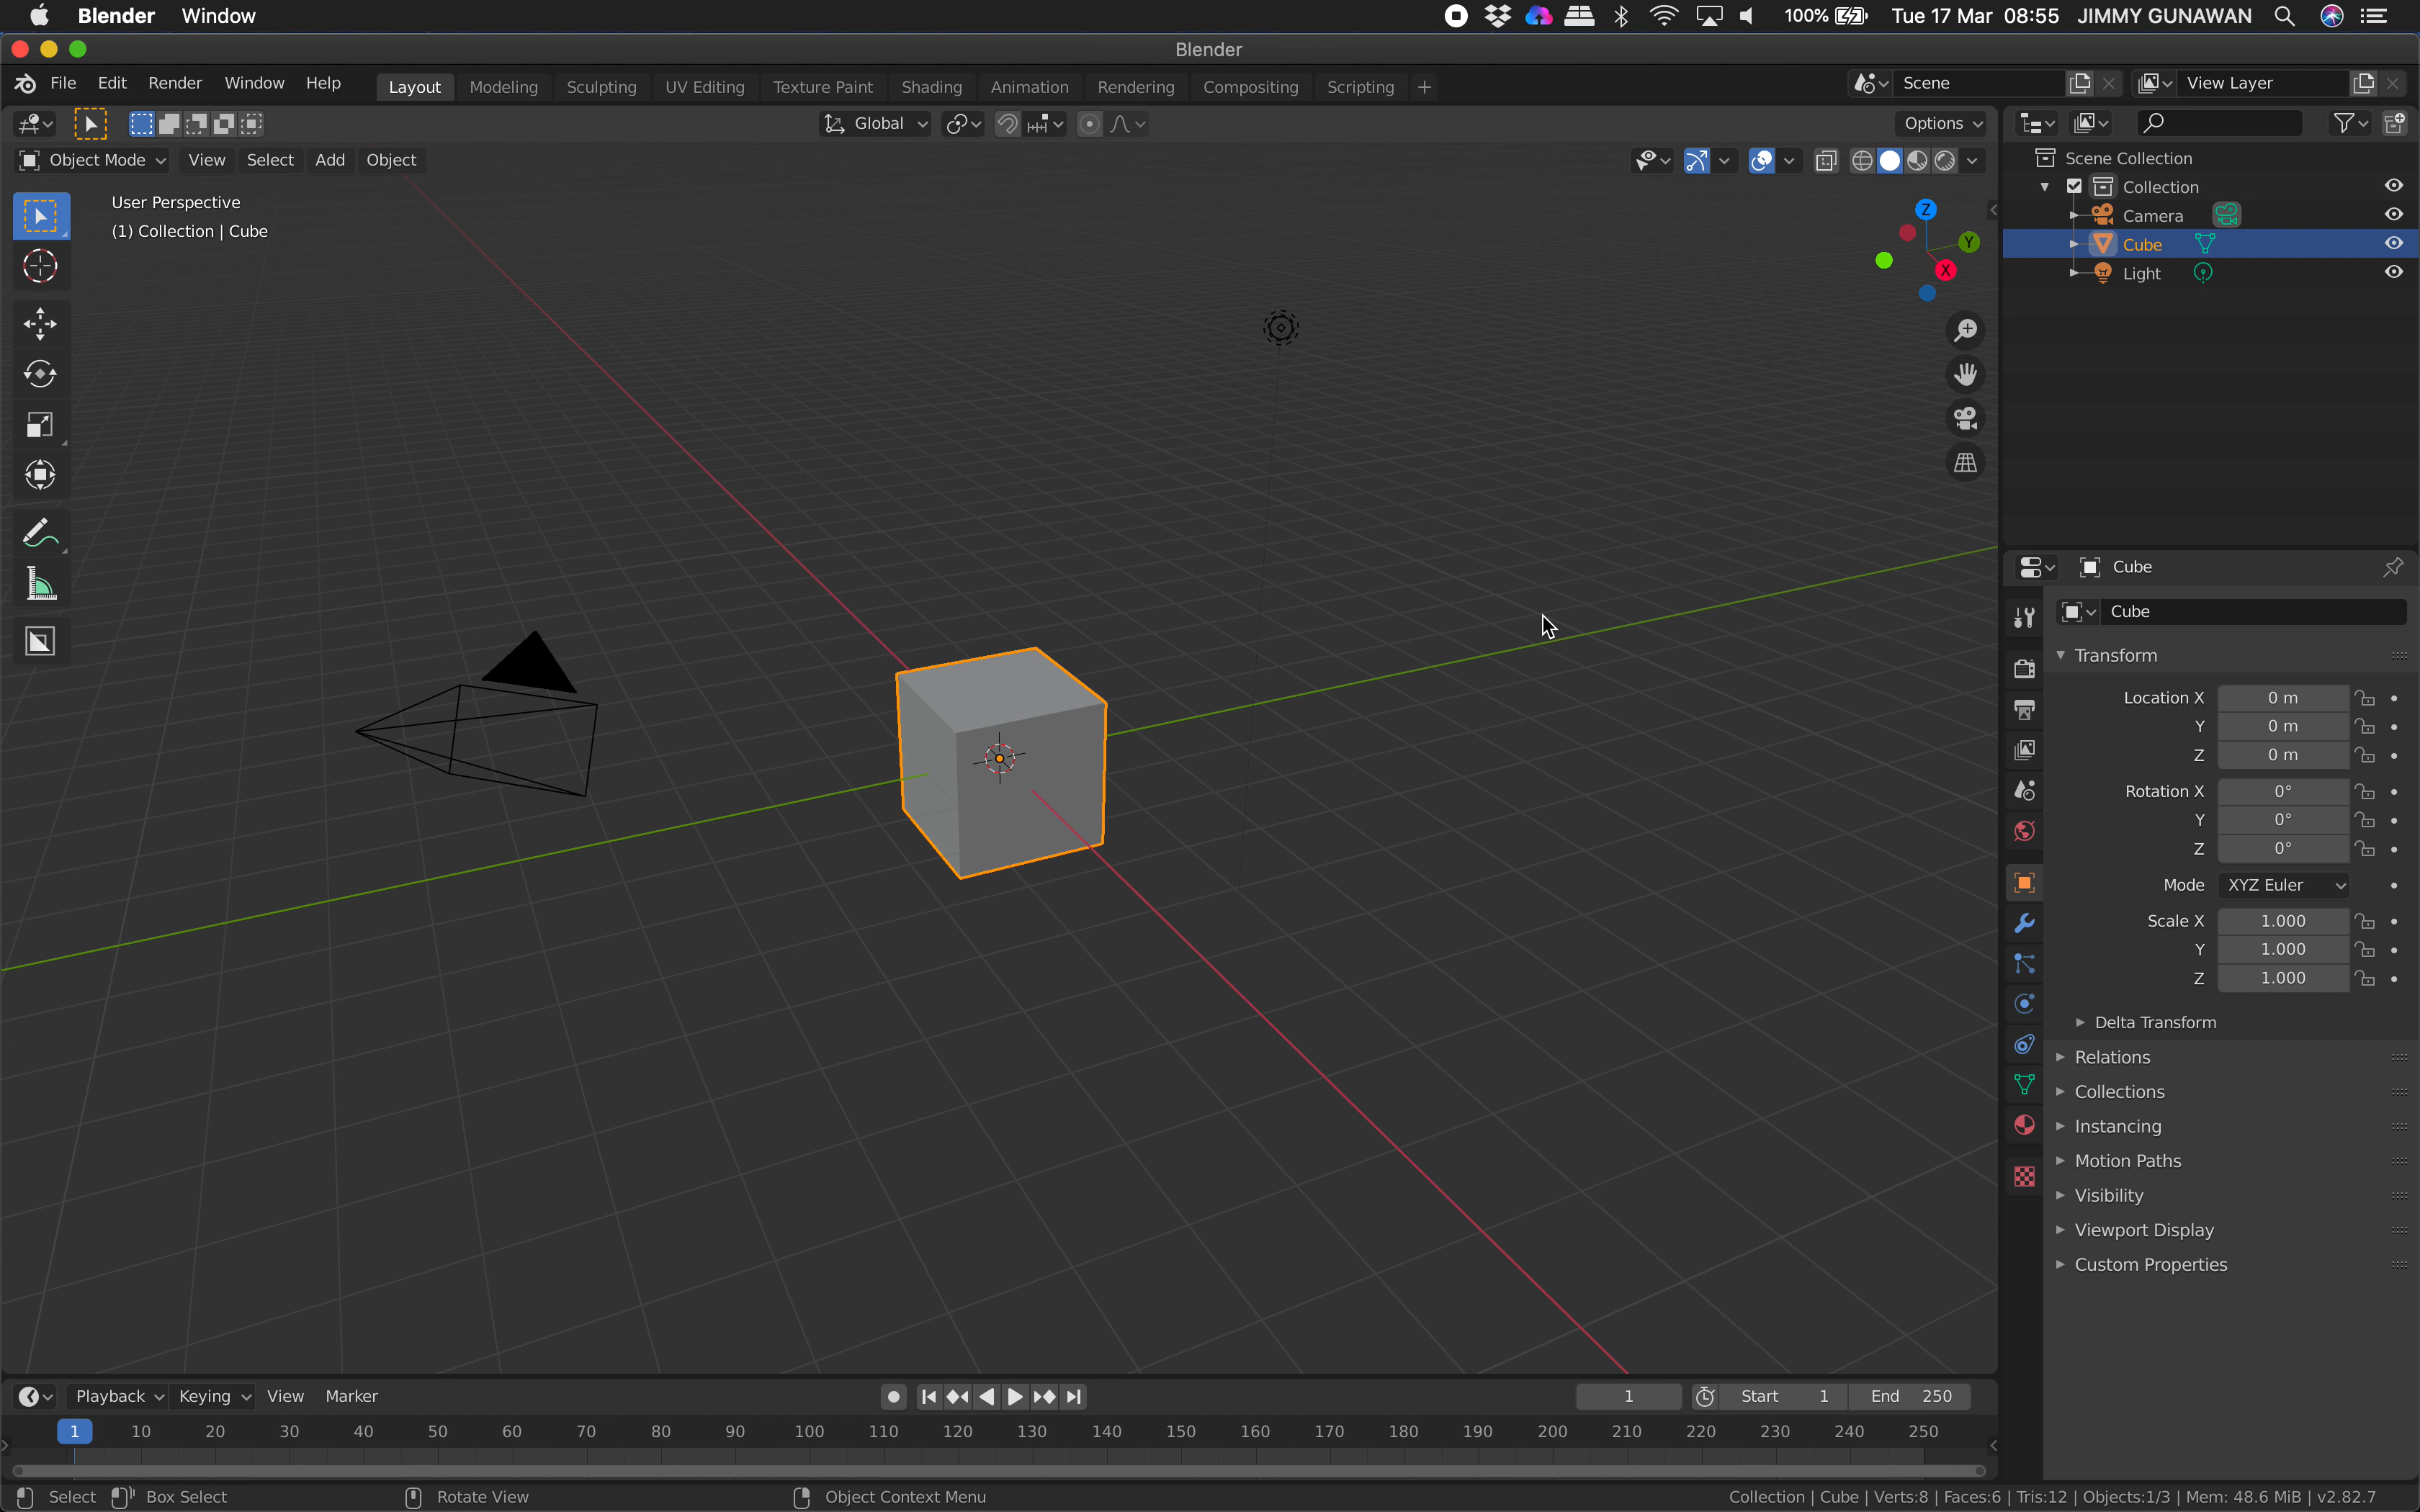 Blender Window 100% Tue 17 Mar 08:55 JIMMY GUNAWAN
Blender
File Edit Render Window Help Layout Modeling Sculpting UV Editing Texture Paint Shading Animation Rendering Compositing Scripting + Scene View Layer
Global Options
Object Mode View Select Add Object
User Perspective
(1) Collection | Cube
Z
Y
X
Scene Collection
Collection
Camera
Cube
Light
Cube
Cube
Transform
Location X 0 m
Y 0 m
Z 0 m
Rotation X 0°
Y 0°
Z 0°
Mode XYZ Euler
Scale X 1.000
Y 1.000
Z 1.000
Delta Transform
Relations
Collections
Instancing
Motion Paths
Visibility
Viewport Display
Custom Properties
Playback Keying View Marker 1 Start 1 End 250
1 10 20 30 40 50 60 70 80 90 100 110 120 130 140 150 160 170 180 190 200 210 220 230 240 250
Select Box Select Rotate View Object Context Menu Collection | Cube | Verts:8 | Faces:6 | Tris:12 | Objects:1/3 | Mem: 48.6 MiB | v2.82.7